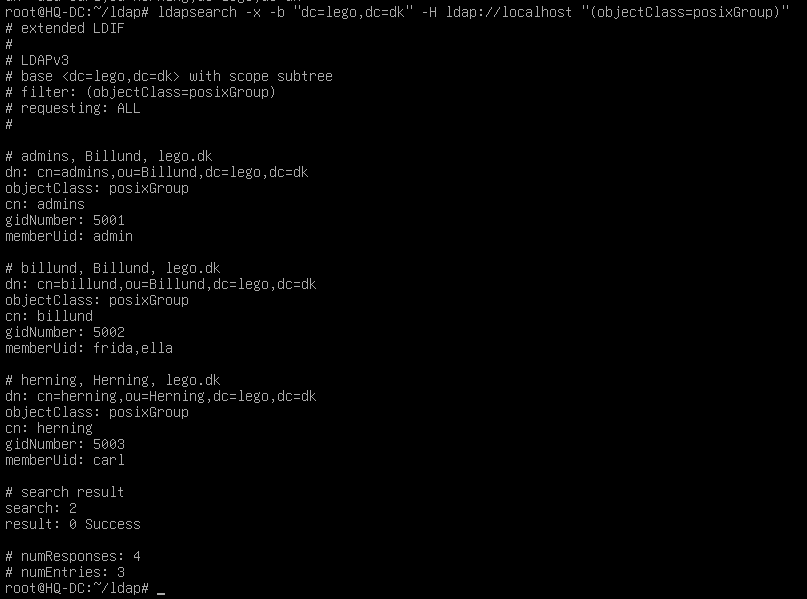 root@HQ-DC:~/ldap# ldapsearch -x -b "dc=lego,dc=dk" -H ldap://localhost "(objectClass=posixGroup)"
# extended LDIF
#
# LDAPv3
# base <dc=lego,dc=dk> with scope subtree
# filter: (objectClass=posixGroup)
# requesting: ALL
#

# admins, Billund, lego.dk
dn: cn=admins,ou=Billund,dc=lego,dc=dk
objectClass: posixGroup
cn: admins
gidNumber: 5001
memberUid: admin

# billund, Billund, lego.dk
dn: cn=billund,ou=Billund,dc=lego,dc=dk
objectClass: posixGroup
cn: billund
gidNumber: 5002
memberUid: frida,ella

# herning, Herning, lego.dk
dn: cn=herning,ou=Herning,dc=lego,dc=dk
objectClass: posixGroup
cn: herning
gidNumber: 5003
memberUid: carl

# search result
search: 2
result: 0 Success

# numResponses: 4
# numEntries: 3
root@HQ-DC:~/ldap# _